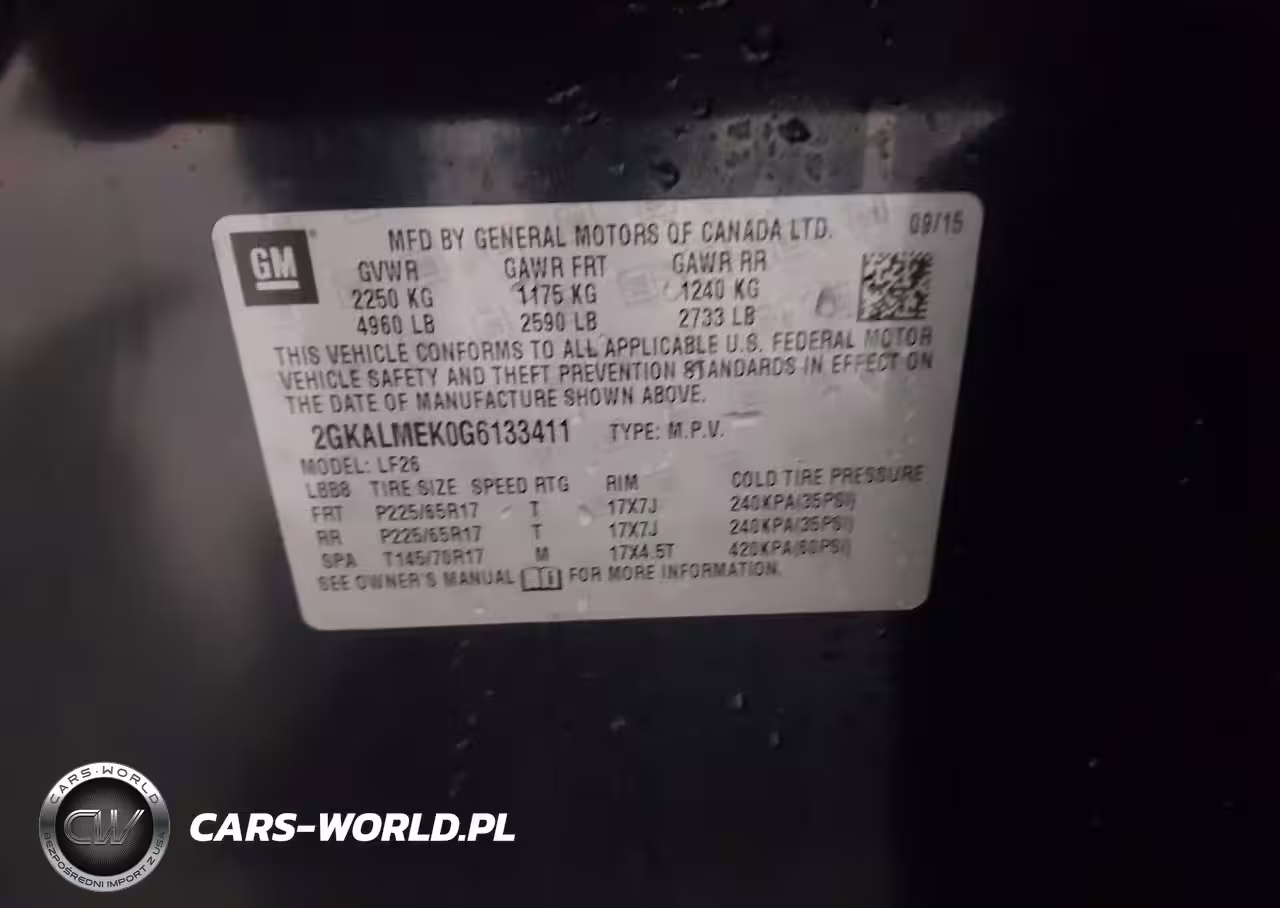 GM
MFD BY GENERAL MOTORS OF CANADA LTD. 09/15
GVWR GAWR FRT GAWR RR
2250 KG 1175 KG 1240 KG
4960 LB 2590 LB 2733 LB
THIS VEHICLE CONFORMS TO ALL APPLICABLE U.S. FEDERAL MOTOR
VEHICLE SAFETY AND THEFT PREVENTION STANDARDS IN EFFECT ON
THE DATE OF MANUFACTURE SHOWN ABOVE.
2GKALMEK0G6133411 TYPE: M.P.V.
MODEL: LF26
LBB8 TIRE SIZE SPEED RTG RIM COLD TIRE PRESSURE
FRT P225/65R17 T 17X7J 240KPA(35PSI)
RR P225/65R17 T 17X7J 240KPA(35PSI)
SPA T145/70R17 M 17X4.5T 420KPA(60PSI)
SEE OWNER'S MANUAL FOR MORE INFORMATION.
CARS-WORLD
CW
BEZPOŚREDNI IMPORT Z USA
CARS-WORLD.PL